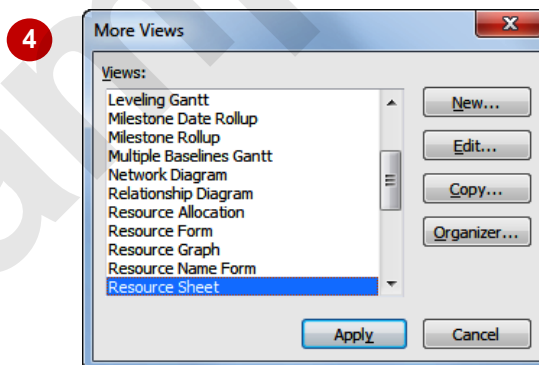 4
More Views
x
Views:
Leveling Gantt
Milestone Date Rollup
Milestone Rollup
Multiple Baselines Gantt
Network Diagram
Relationship Diagram
Resource Allocation
Resource Form
Resource Graph
Resource Name Form
Resource Sheet
New...
Edit...
Copy...
Organizer...
Apply
Cancel